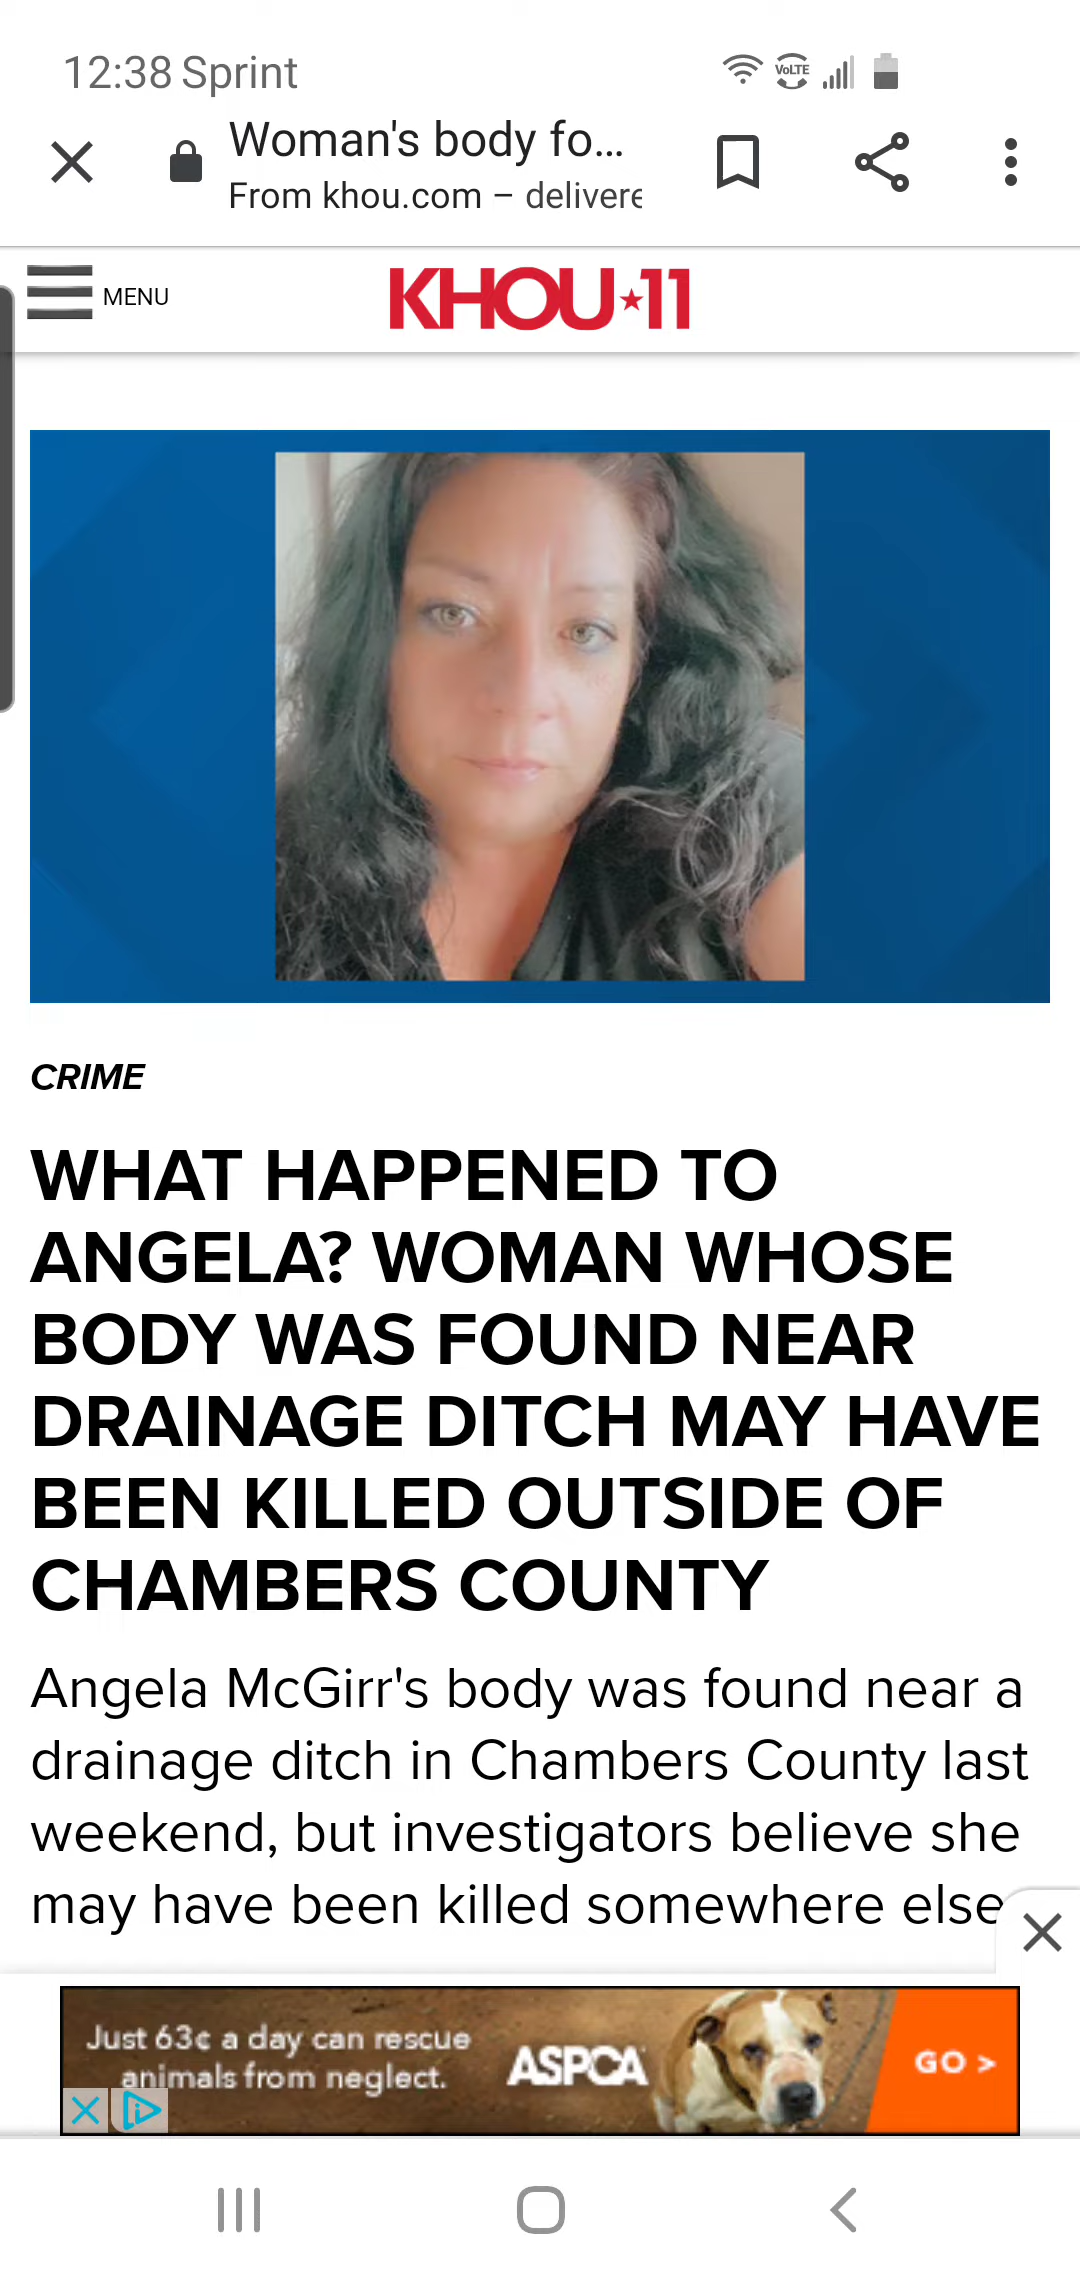 12:38 Sprint
VoLTE
Woman's body fo...
From khou.com – delivere
MENU
KHOU★11
CRIME
WHAT HAPPENED TO
ANGELA? WOMAN WHOSE
BODY WAS FOUND NEAR
DRAINAGE DITCH MAY HAVE
BEEN KILLED OUTSIDE OF
CHAMBERS COUNTY
Angela McGirr's body was found near a
drainage ditch in Chambers County last
weekend, but investigators believe she
may have been killed somewhere else
Just 63¢ a day can rescue
animals from neglect.
ASPCA
GO >